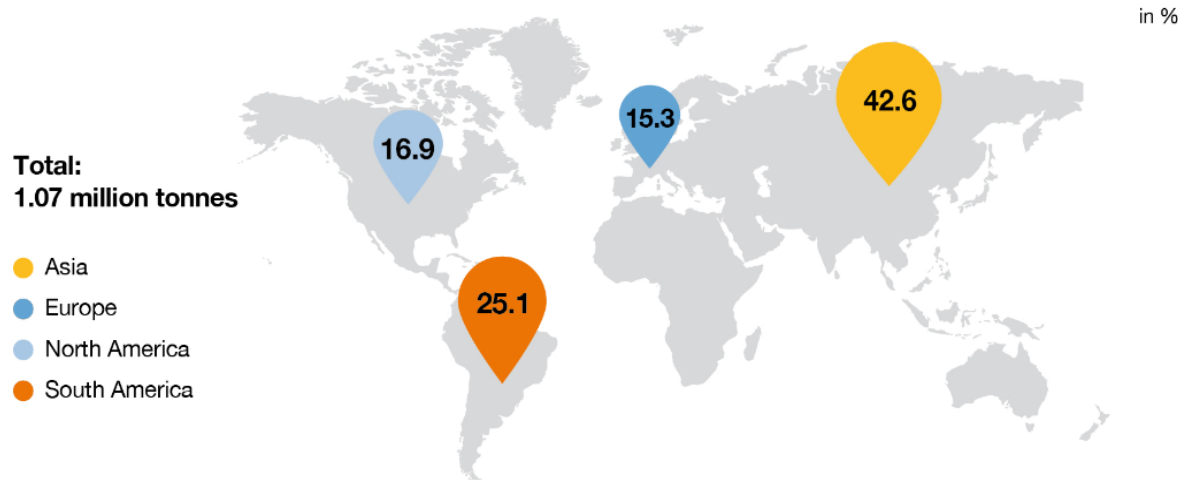 in %
42.6
15.3
16.9
Total:
1.07 million tonnes
Asia
25.1
Europe
North America
South America